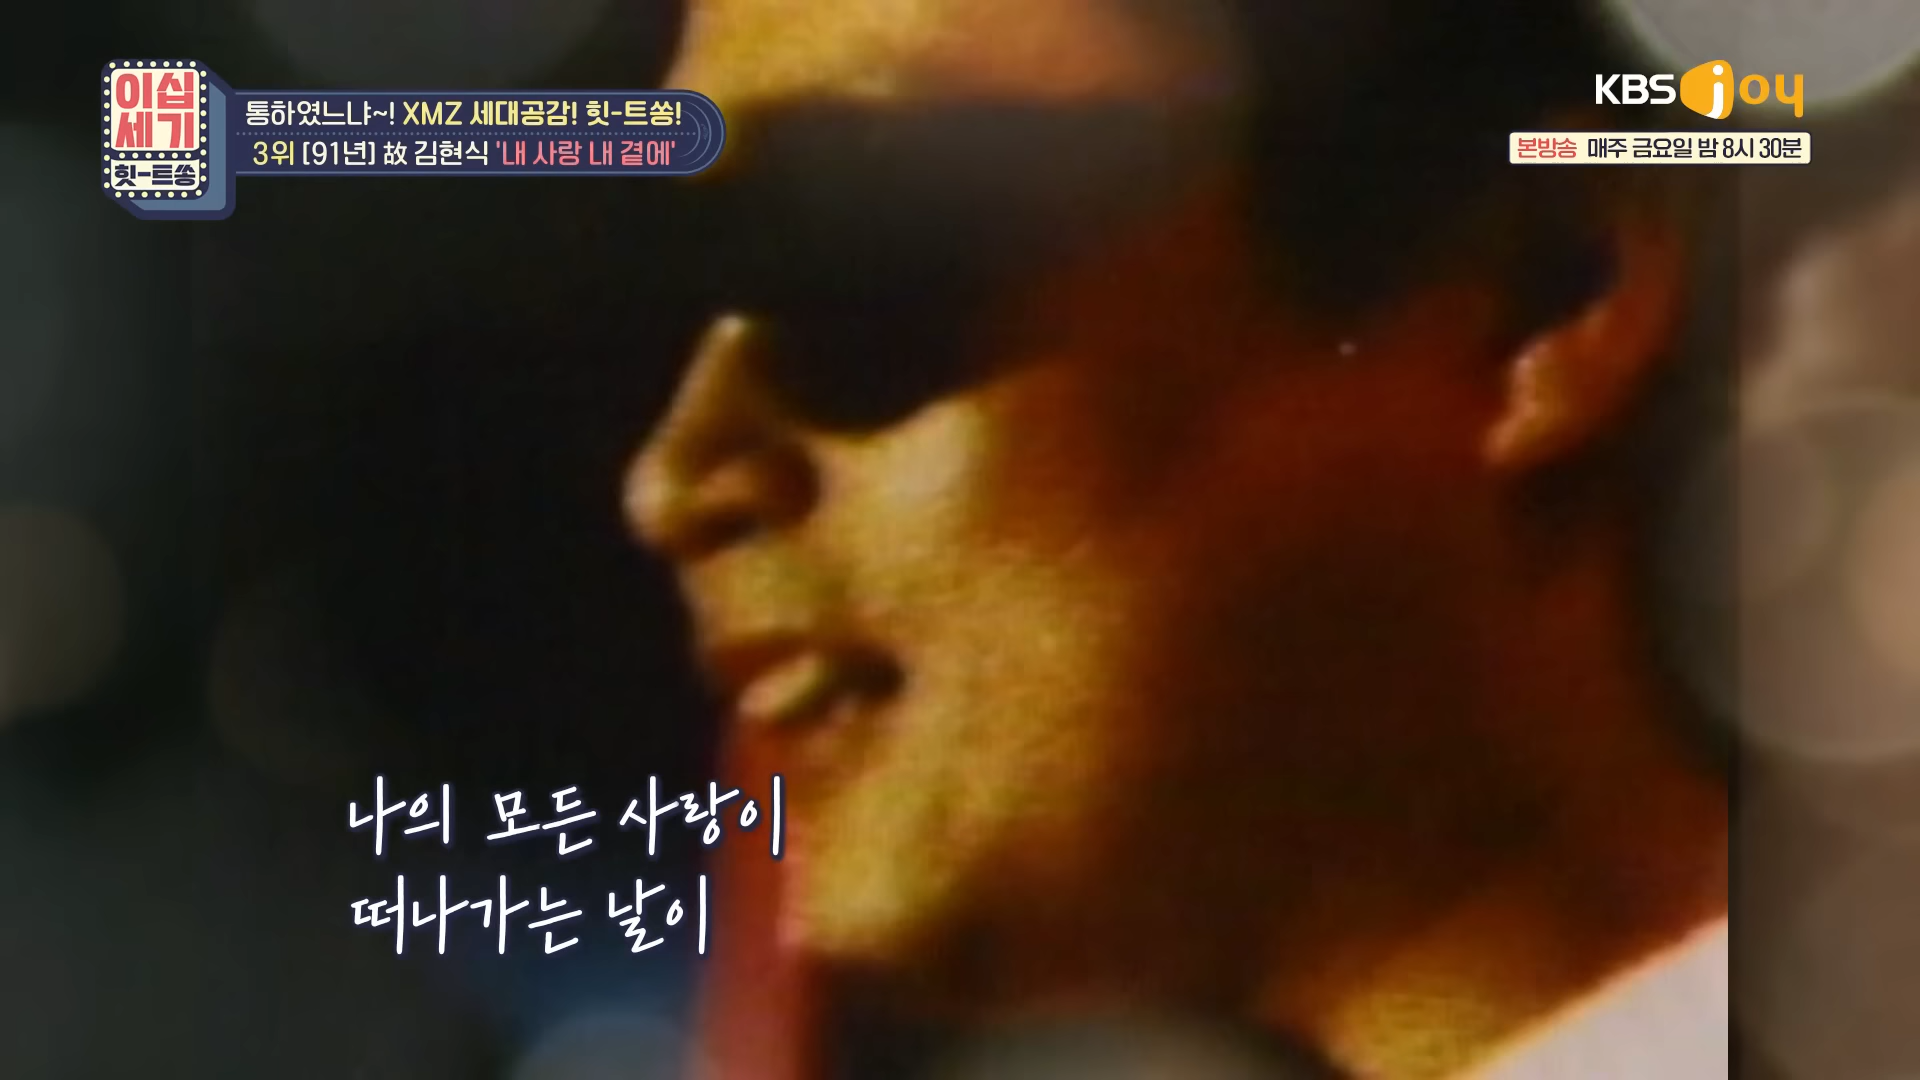 이십
세기
힛-트쏭
통하였느냐~! XMZ 세대공감! 힛-트쏭!
3위 [91년] 故 김현식 '내 사랑 내 곁에'
KBS joy
본방송 매주 금요일 밤 8시 30분
나의 모든 사랑이
떠나가는 날이